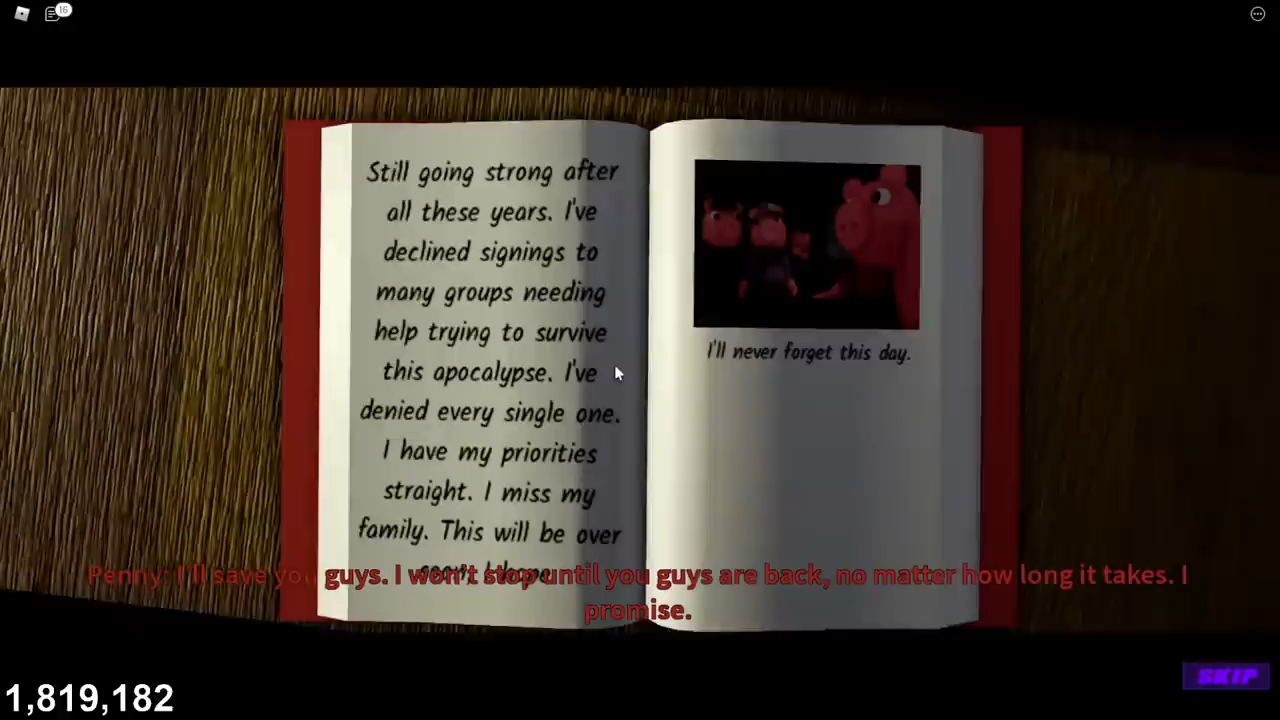 16
Still going strong after
all these years. I've
declined signings to
many groups needing
help trying to survive
this apocalypse. I've
denied every single one.
I have my priorities
straight. I miss my
family. This will be over
I'll never forget this day.
Penny: I'll save you guys. I won't stop until you guys are back, no matter how long it takes. I
promise.
SKIP
1,819,182